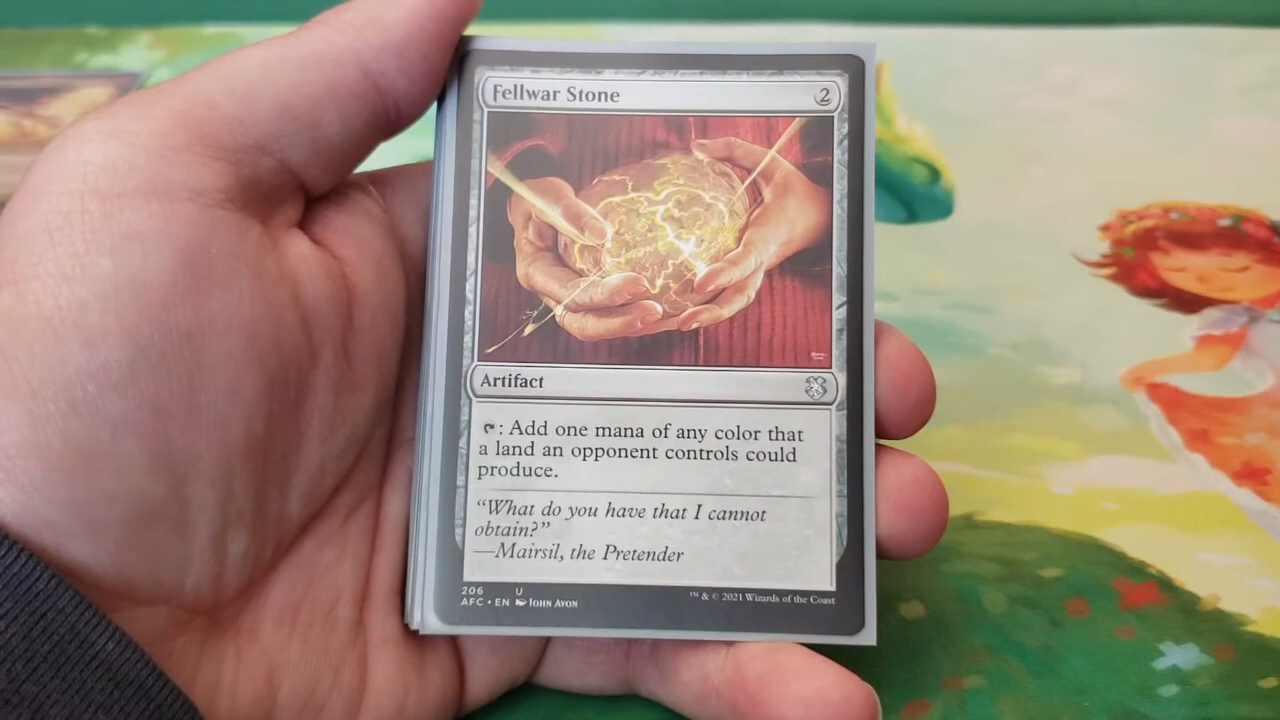 Fellwar Stone 2
Artifact
: Add one mana of any color that
a land an opponent controls could
produce.
“What do you have that I cannot
obtain?”
—Mairsil, the Pretender
206 U
AFC • EN John Avon ™ & © 2021 Wizards of the Coast